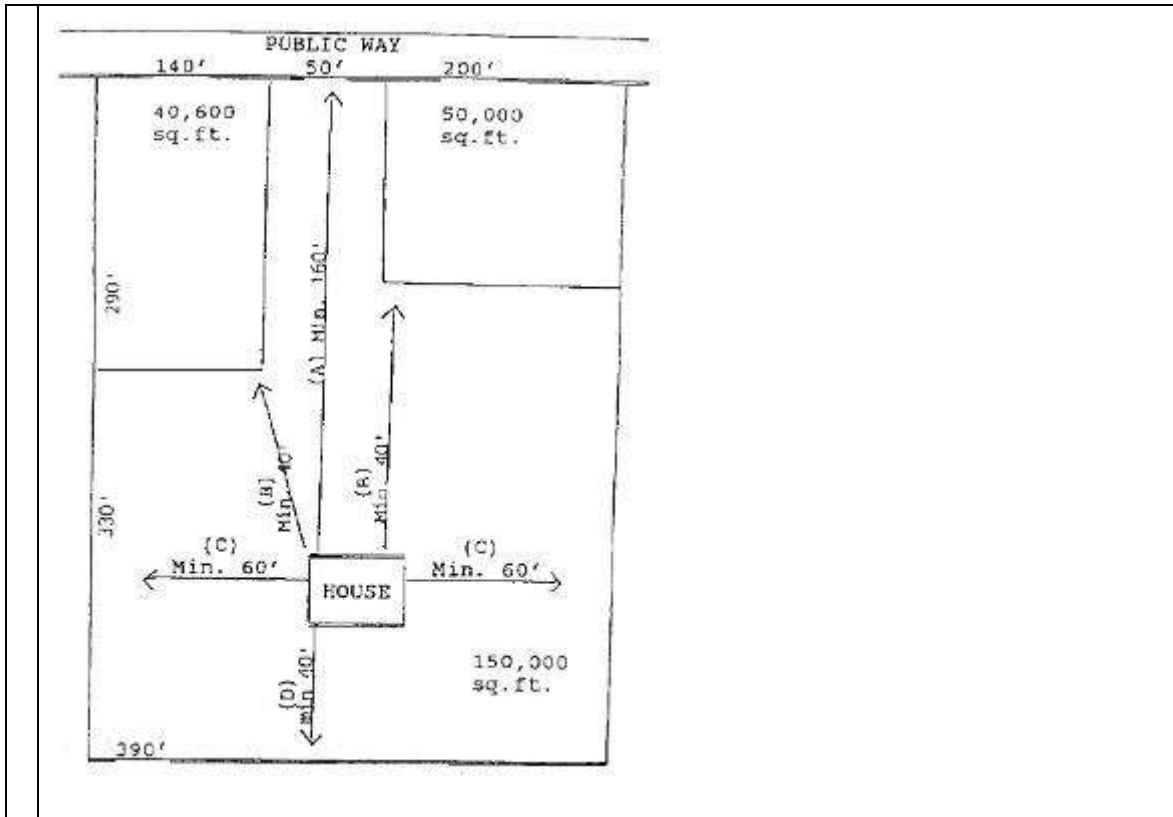 PUBLIC WAY
140' 50' 200'
40,600
sq.ft.
50,000
sq.ft.
290'
(A) Min. 160'
330'
(B)
Min. 40'
(B)
Min 40'
(C)
Min. 60'
(C)
Min. 60'
HOUSE
(D)
min 40'
150,000
sq.ft.
390'